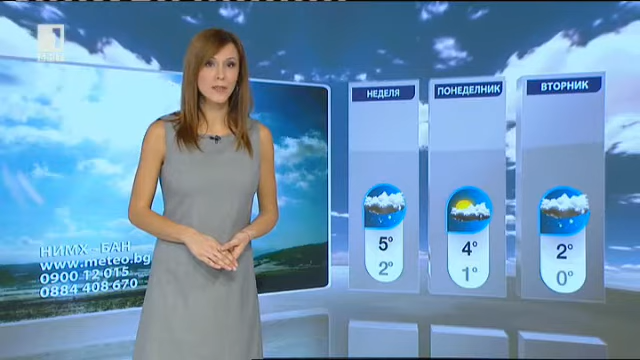 НЕДЕЛЯ
5°
2°
ПОНЕДЕЛНИК
4°
1°
ВТОРНИК
2°
0°
НИМХ - БАН
www.meteo.bg
0900 12 015
0884 408 670